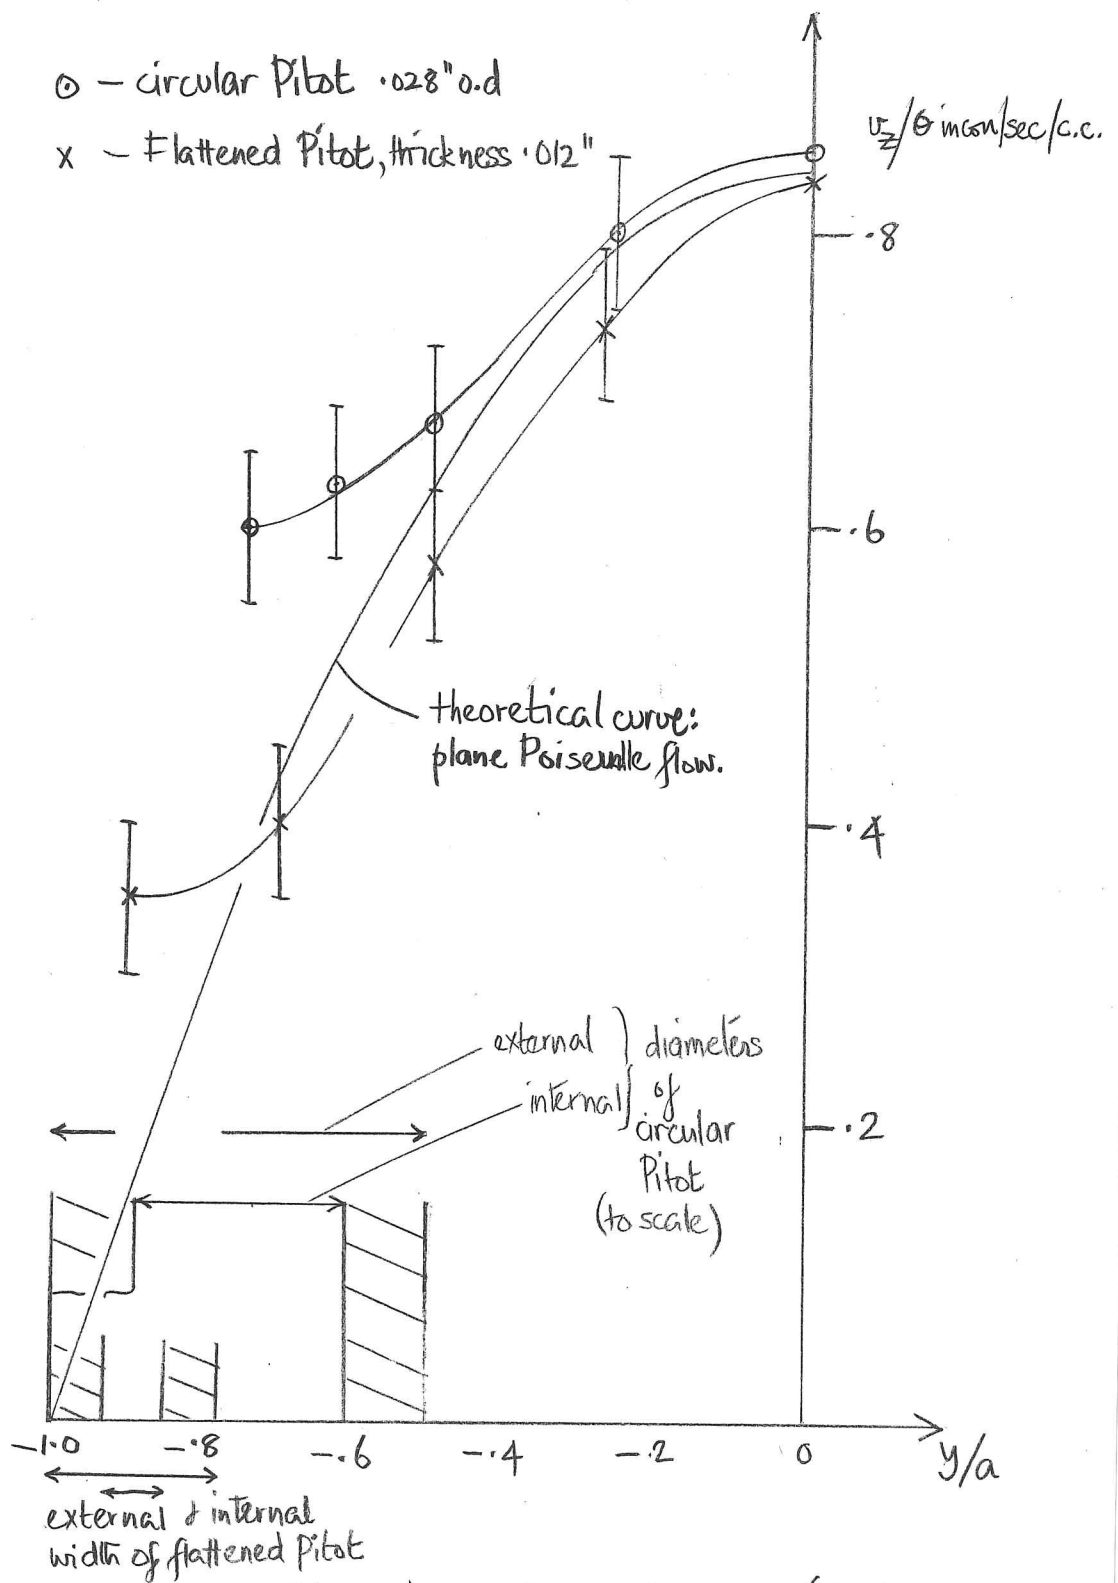 ⊙ – circular Pitot ·028" o.d
x – Flattened Pitot, thickness ·012"
v_z/θ in cm/sec/c.c.
·8
·6
·4
·2
theoretical curve:
plane Poiseuille flow.
external } diameters
internal } of
circular
Pitot
(to scale)
-1·0 -·8 -·6 -·4 -·2 0 y/a
external & internal
width of flattened Pitot